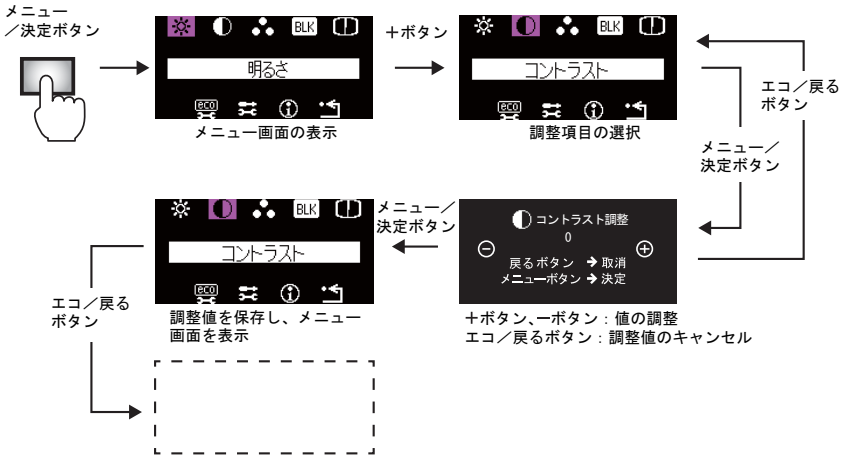 メニュー
／決定ボタン
BLK
明るさ
eco
メニュー画面の表示
＋ボタン
BLK
コントラスト
eco
調整項目の選択
エコ／戻る
ボタン
メニュー／
決定ボタン
BLK
コントラスト
eco
調整値を保存し、メニュー
画面を表示
メニュー／
決定ボタン
コントラスト調整
0
戻るボタン → 取消
メニューボタン → 決定
＋ボタン、ーボタン：値の調整
エコ／戻るボタン：調整値のキャンセル
エコ／戻る
ボタン